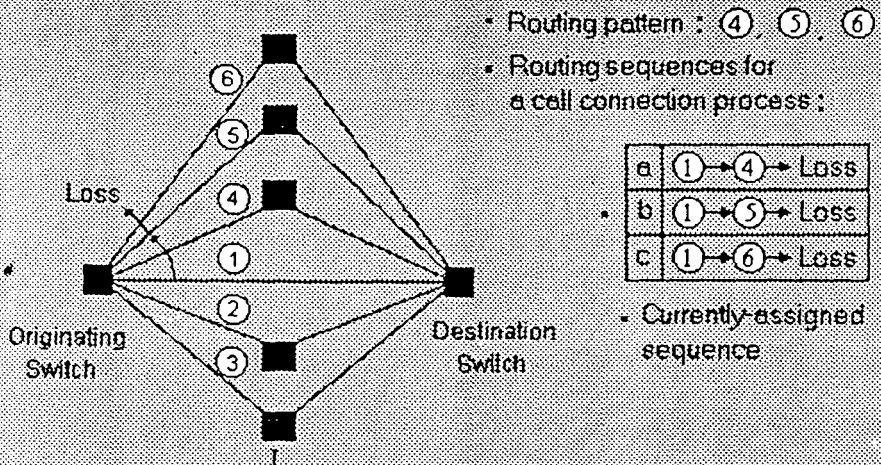 • Routing pattern : ④, ⑤, ⑥
• Routing sequences for
a call connection process :
a ①→④→ Loss
• b ①→⑤→ Loss
c ①→⑥→ Loss
• Currently-assigned
sequence
⑥
⑤
④
Loss
①
②
③
Originating
Switch
Destination
Switch
T